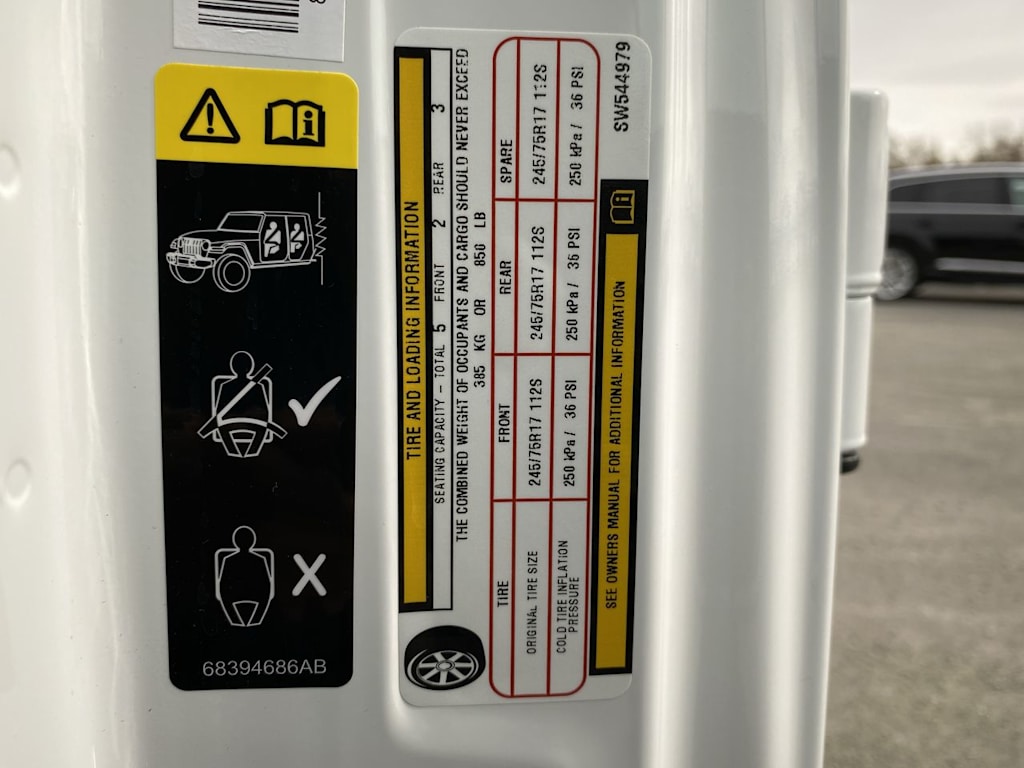 8
68394686AB
TIRE AND LOADING INFORMATION
SEATING CAPACITY – TOTAL 5 FRONT 2 REAR 3
THE COMBINED WEIGHT OF OCCUPANTS AND CARGO SHOULD NEVER EXCEED
385 KG OR 850 LB
TIRE FRONT REAR SPARE
ORIGINAL TIRE SIZE 245/75R17 112S 245/75R17 112S 245/75R17 112S
COLD TIRE INFLATION
PRESSURE 250 kPa / 36 PSI 250 kPa / 36 PSI 250 kPa / 36 PSI
SEE OWNERS MANUAL FOR ADDITIONAL INFORMATION
SW544979